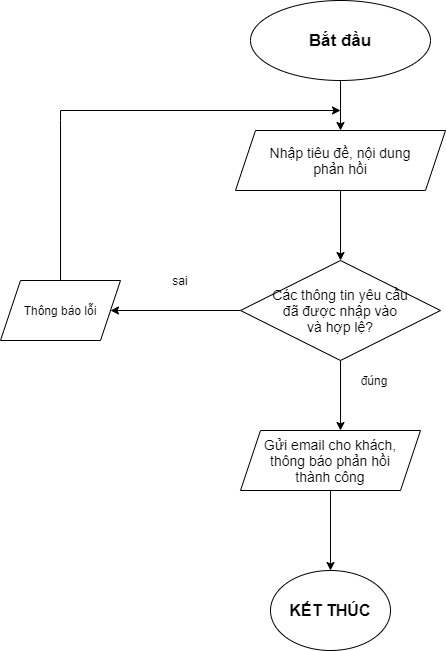 Bắt đầu
Nhập tiêu đề, nội dung
phản hồi
sai
Các thông tin yêu cầu
đã được nhập vào
và hợp lệ?
Thông báo lỗi
đúng
Gửi email cho khách,
thông báo phản hồi
thành công
KẾT THÚC